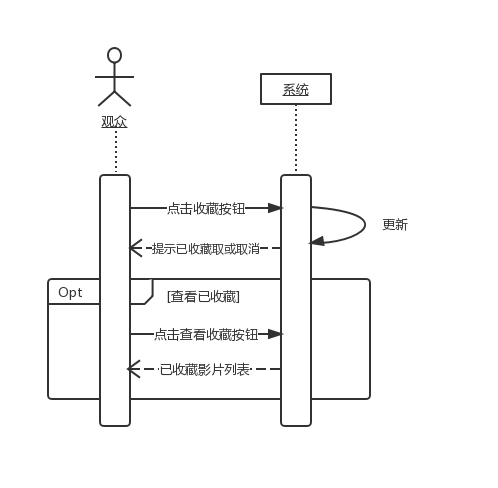 观众
系统
点击收藏按钮
更新
提示已收藏取或取消
Opt
[查看已收藏]
点击查看收藏按钮
已收藏影片列表